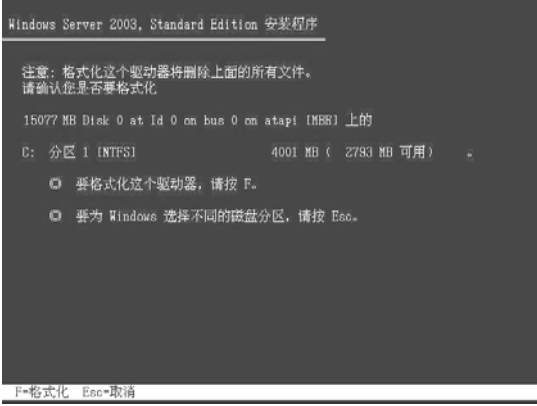 Windows Server 2003, Standard Edition 安装程序
注意: 格式化这个驱动器将删除上面的所有文件。
请确认您是否要格式化
15077 MB Disk 0 at Id 0 on bus 0 on atapi [MBR] 上的
C: 分区 1 [NTFS] 4001 MB ( 2793 MB 可用) 。
◎ 要格式化这个驱动器, 请按 F。
◎ 要为 Windows 选择不同的磁盘分区, 请按 Esc。
F=格式化 Esc=取消